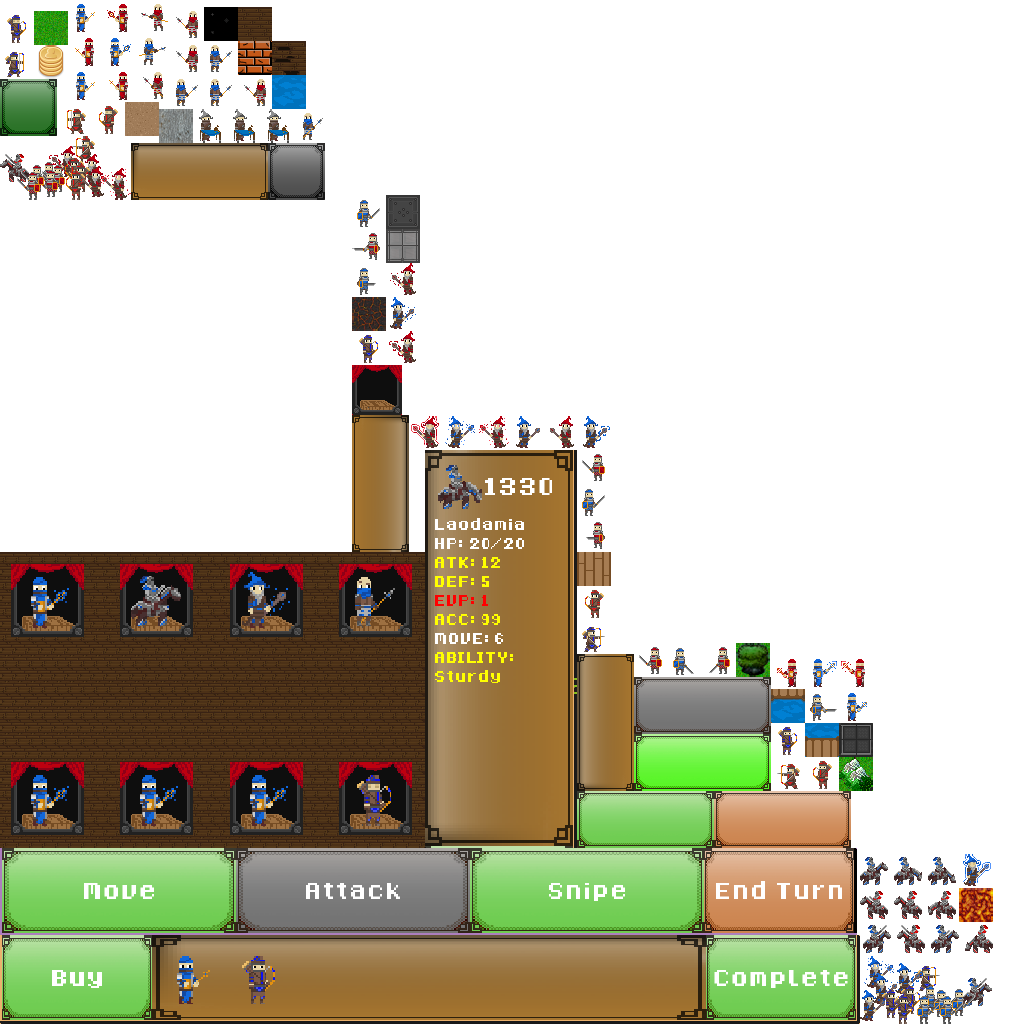 1330
Laodamia
HP: 20/20
ATK: 12
DEF: 5
EVP: 1
ACC: 99
MOVE: 6
ABILITY:
Sturdy
Move
Attack
Snipe
End Turn
Buy
Complete